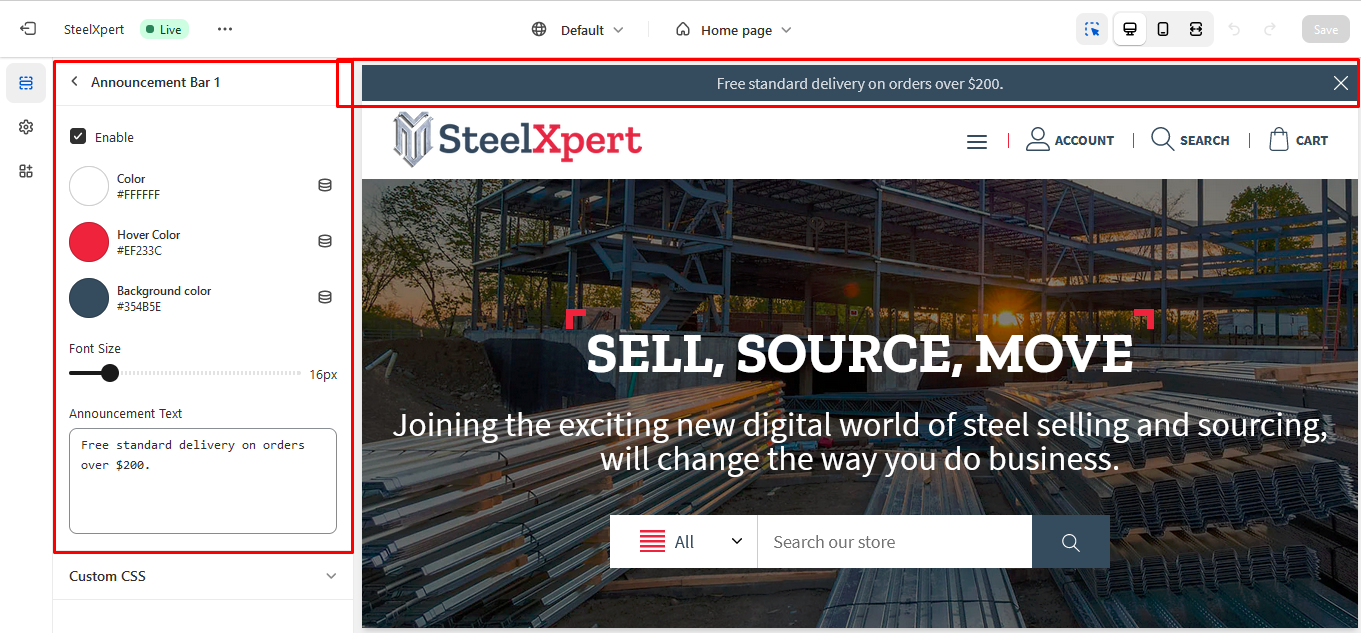 SteelXpert
Live
Default
Home page
Save
Announcement Bar 1
Enable
Color
#FFFFFF
Hover Color
#EF233C
Background color
#354B5E
Font Size
16px
Announcement Text
Free standard delivery on orders
over $200.
Custom CSS
Free standard delivery on orders over $200.
SteelXpert
ACCOUNT
SEARCH
CART
SELL, SOURCE, MOVE
Joining the exciting new digital world of steel selling and sourcing,
will change the way you do business.
All
Search our store